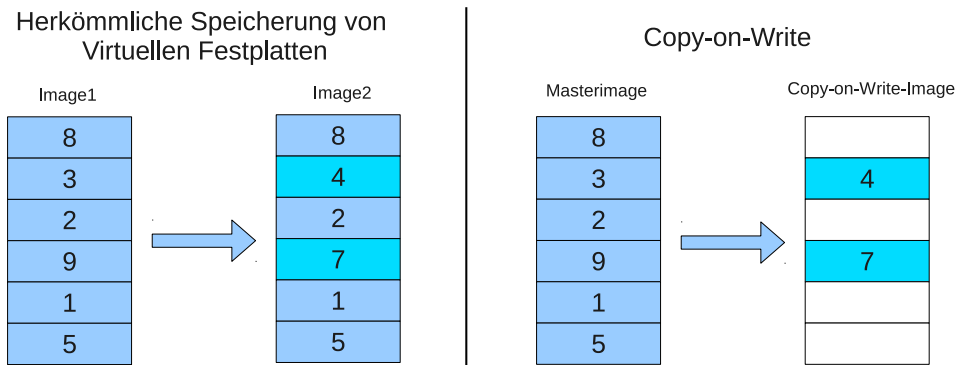 Herkömmliche Speicherung von
Virtuellen Festplatten
Image1
Image2
8
3
2
9
1
5
8
4
2
7
1
5
Copy-on-Write
Masterimage
Copy-on-Write-Image
8
3
2
9
1
5
4
7